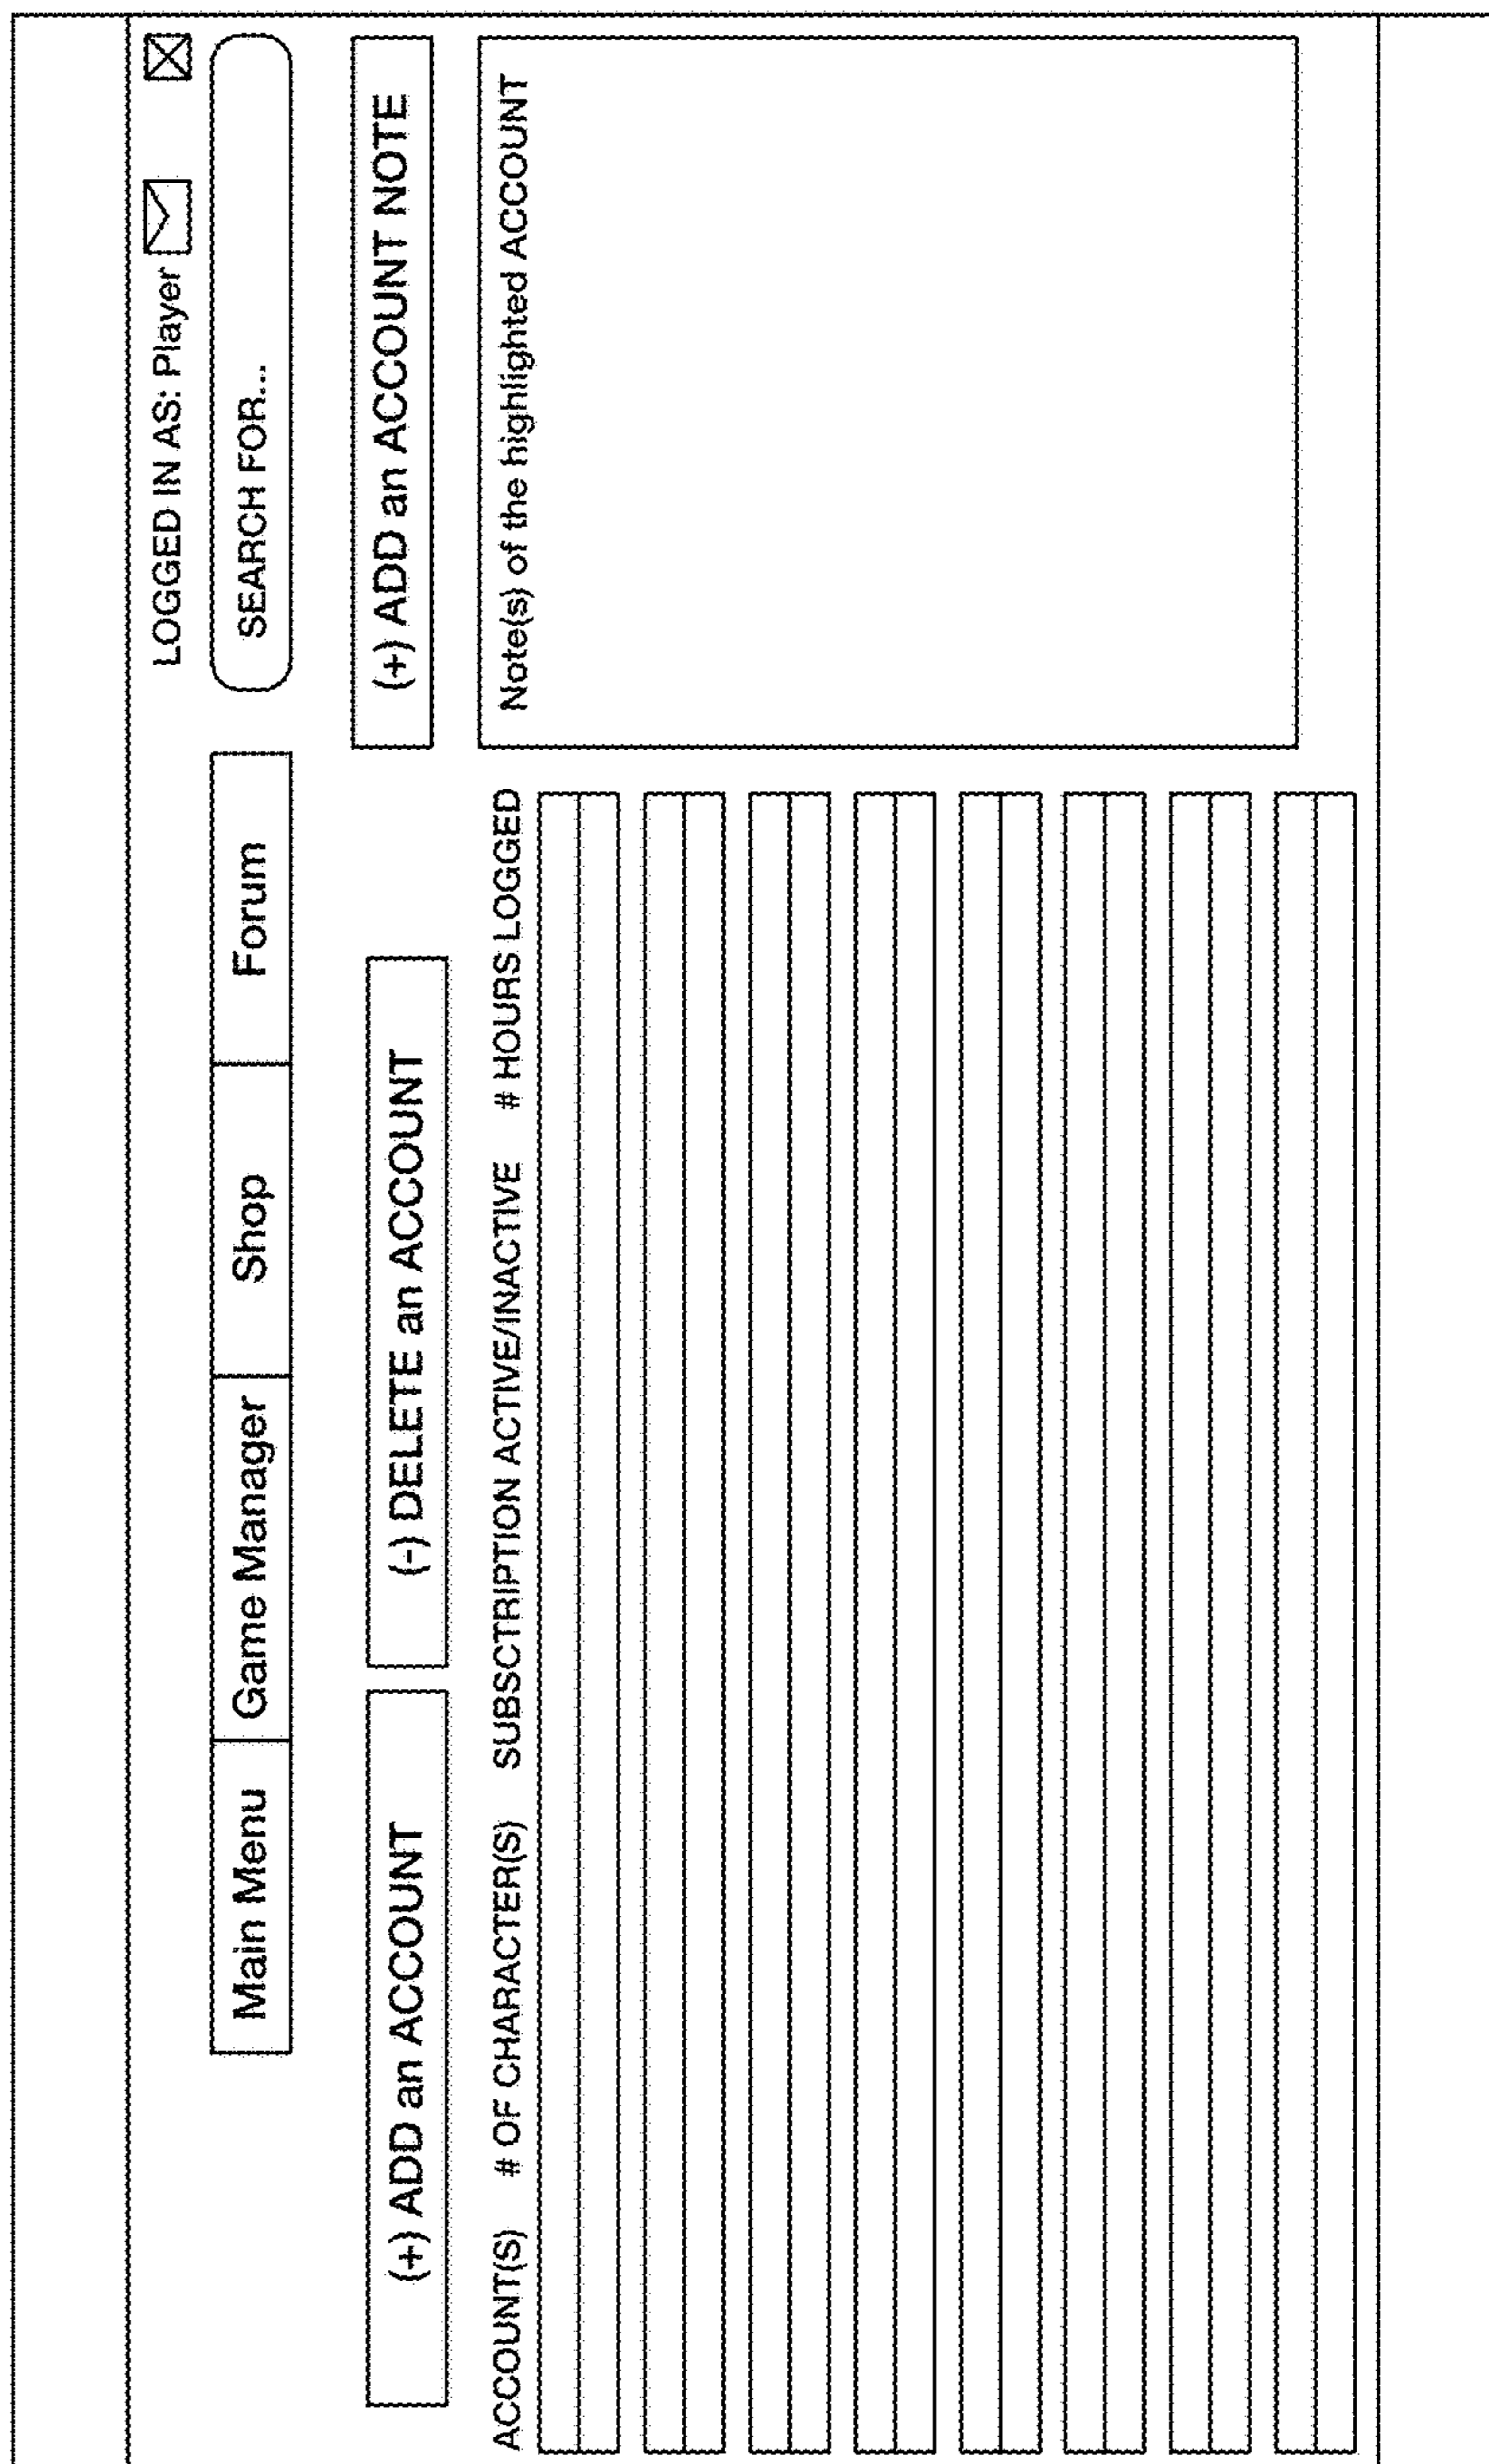 LOGGED IN AS: Player
Main Menu Game Manager Shop Forum SEARCH FOR...
(+) ADD an ACCOUNT (-) DELETE an ACCOUNT (+) ADD an ACCOUNT NOTE
ACCOUNT(S) # OF CHARACTER(S) SUBSCTRIPTION ACTIVE/INACTIVE # HOURS LOGGED
Note(s) of the highlighted ACCOUNT